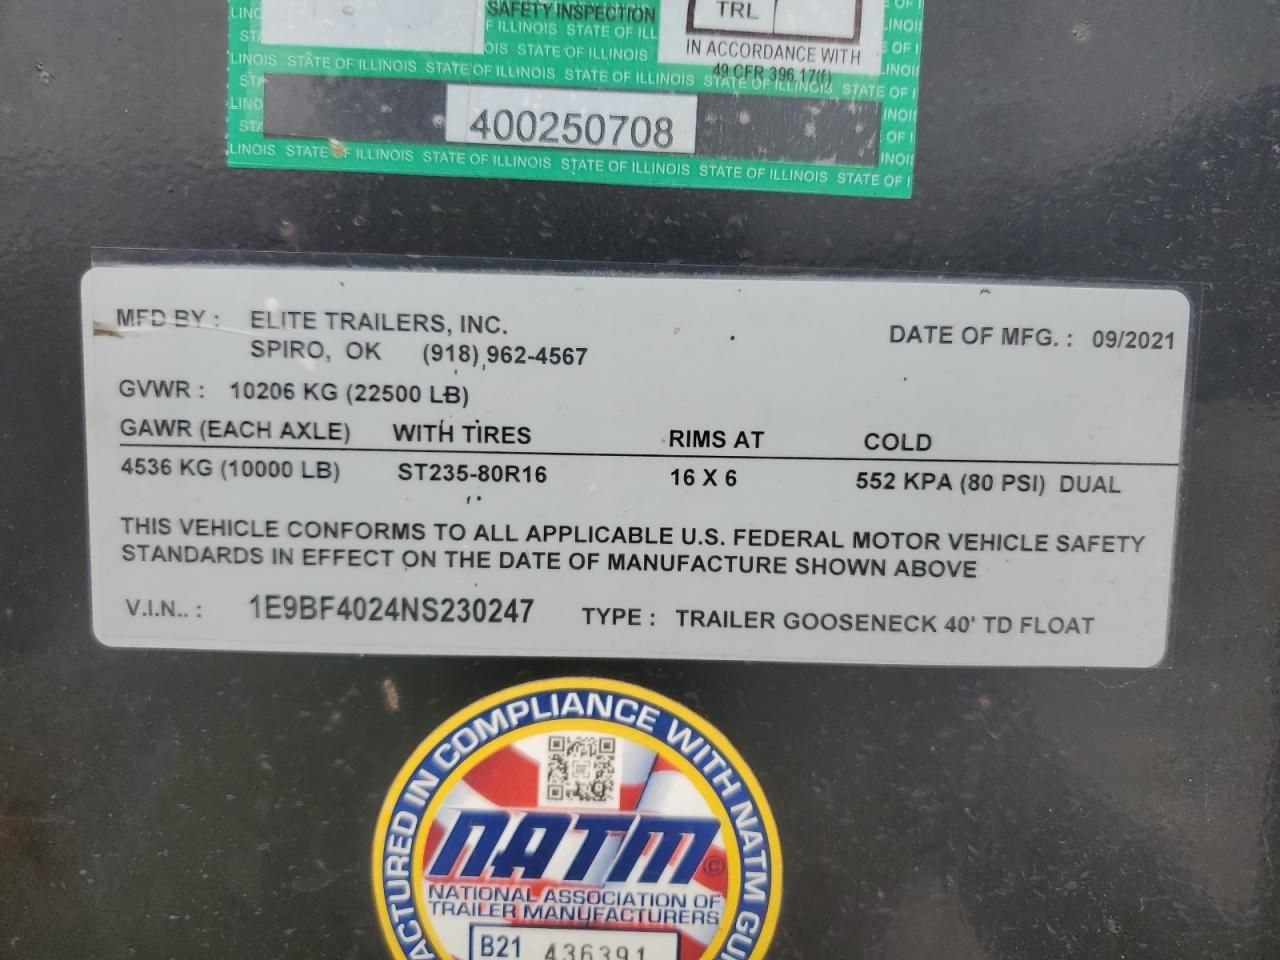 SAFETY INSPECTION
TRL
IN ACCORDANCE WITH
49 CFR 396.17(f)
LINOIS STATE OF ILLINOIS STATE OF ILLINOIS STATE OF ILLINOIS STATE OF ILLINOIS STATE OF I
400250708
LINOIS STATE OF ILLINOIS STATE OF ILLINOIS STATE OF ILLINOIS STATE OF ILLINOIS STATE OF I
MFD BY : ELITE TRAILERS, INC.
SPIRO, OK (918) 962-4567
DATE OF MFG. : 09/2021
GVWR : 10206 KG (22500 LB)
GAWR (EACH AXLE) WITH TIRES RIMS AT COLD
4536 KG (10000 LB) ST235-80R16 16 X 6 552 KPA (80 PSI) DUAL
THIS VEHICLE CONFORMS TO ALL APPLICABLE U.S. FEDERAL MOTOR VEHICLE SAFETY
STANDARDS IN EFFECT ON THE DATE OF MANUFACTURE SHOWN ABOVE
V.I.N.. : 1E9BF4024NS230247 TYPE : TRAILER GOOSENECK 40' TD FLOAT
ACTURED IN COMPLIANCE WITH NATM GUI
NATM ©
NATIONAL ASSOCIATION OF
TRAILER MANUFACTURERS
B21 436391